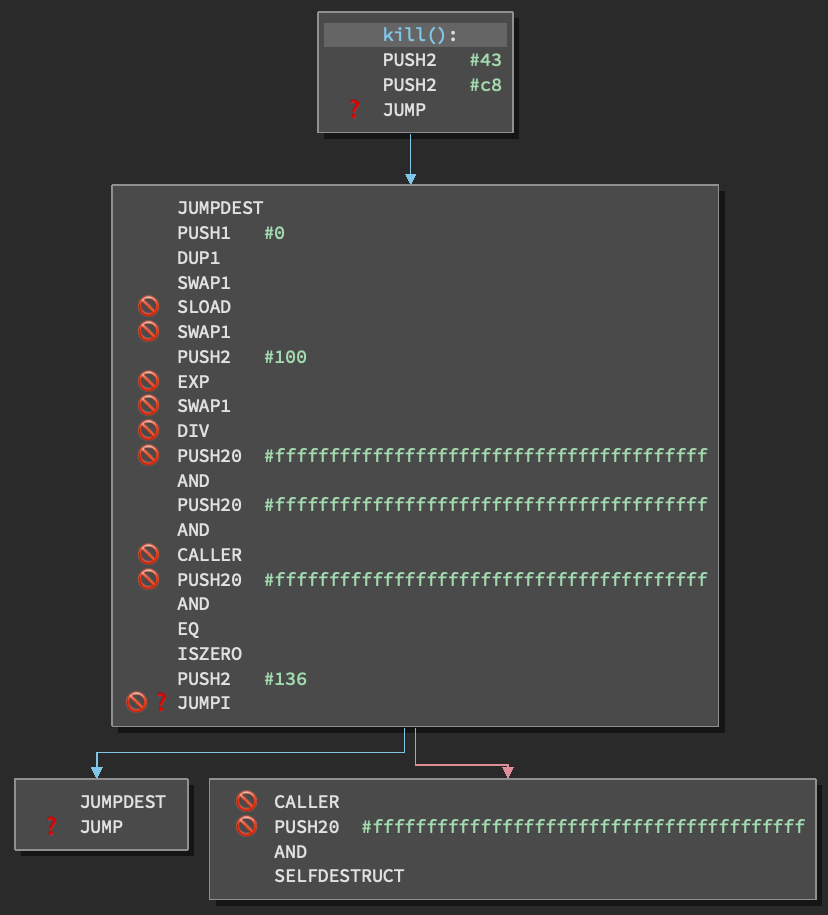 kill():
PUSH2 #43
PUSH2 #c8
❓ JUMP
JUMPDEST
PUSH1 #0
DUP1
SWAP1
🚫 SLOAD
🚫 SWAP1
PUSH2 #100
🚫 EXP
🚫 SWAP1
🚫 DIV
🚫 PUSH20 #ffffffffffffffffffffffffffffffffffffffff
AND
PUSH20 #ffffffffffffffffffffffffffffffffffffffff
AND
🚫 CALLER
🚫 PUSH20 #ffffffffffffffffffffffffffffffffffffffff
AND
EQ
ISZERO
PUSH2 #136
🚫 ❓ JUMPI
JUMPDEST
❓ JUMP
🚫 CALLER
🚫 PUSH20 #ffffffffffffffffffffffffffffffffffffffff
AND
SELFDESTRUCT